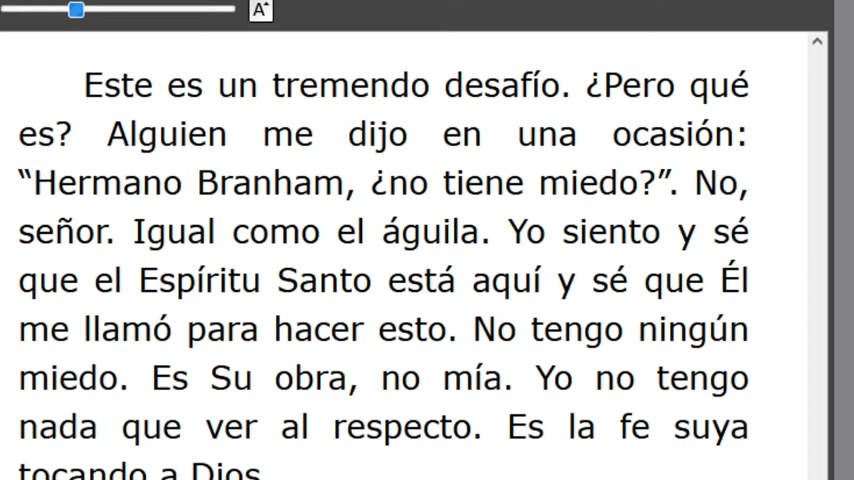 A
Este es un tremendo desafío. ¿Pero qué
es? Alguien me dijo en una ocasión:
“Hermano Branham, ¿no tiene miedo?”. No,
señor. Igual como el águila. Yo siento y sé
que el Espíritu Santo está aquí y sé que Él
me llamó para hacer esto. No tengo ningún
miedo. Es Su obra, no mía. Yo no tengo
nada que ver al respecto. Es la fe suya
tocando a Dios.